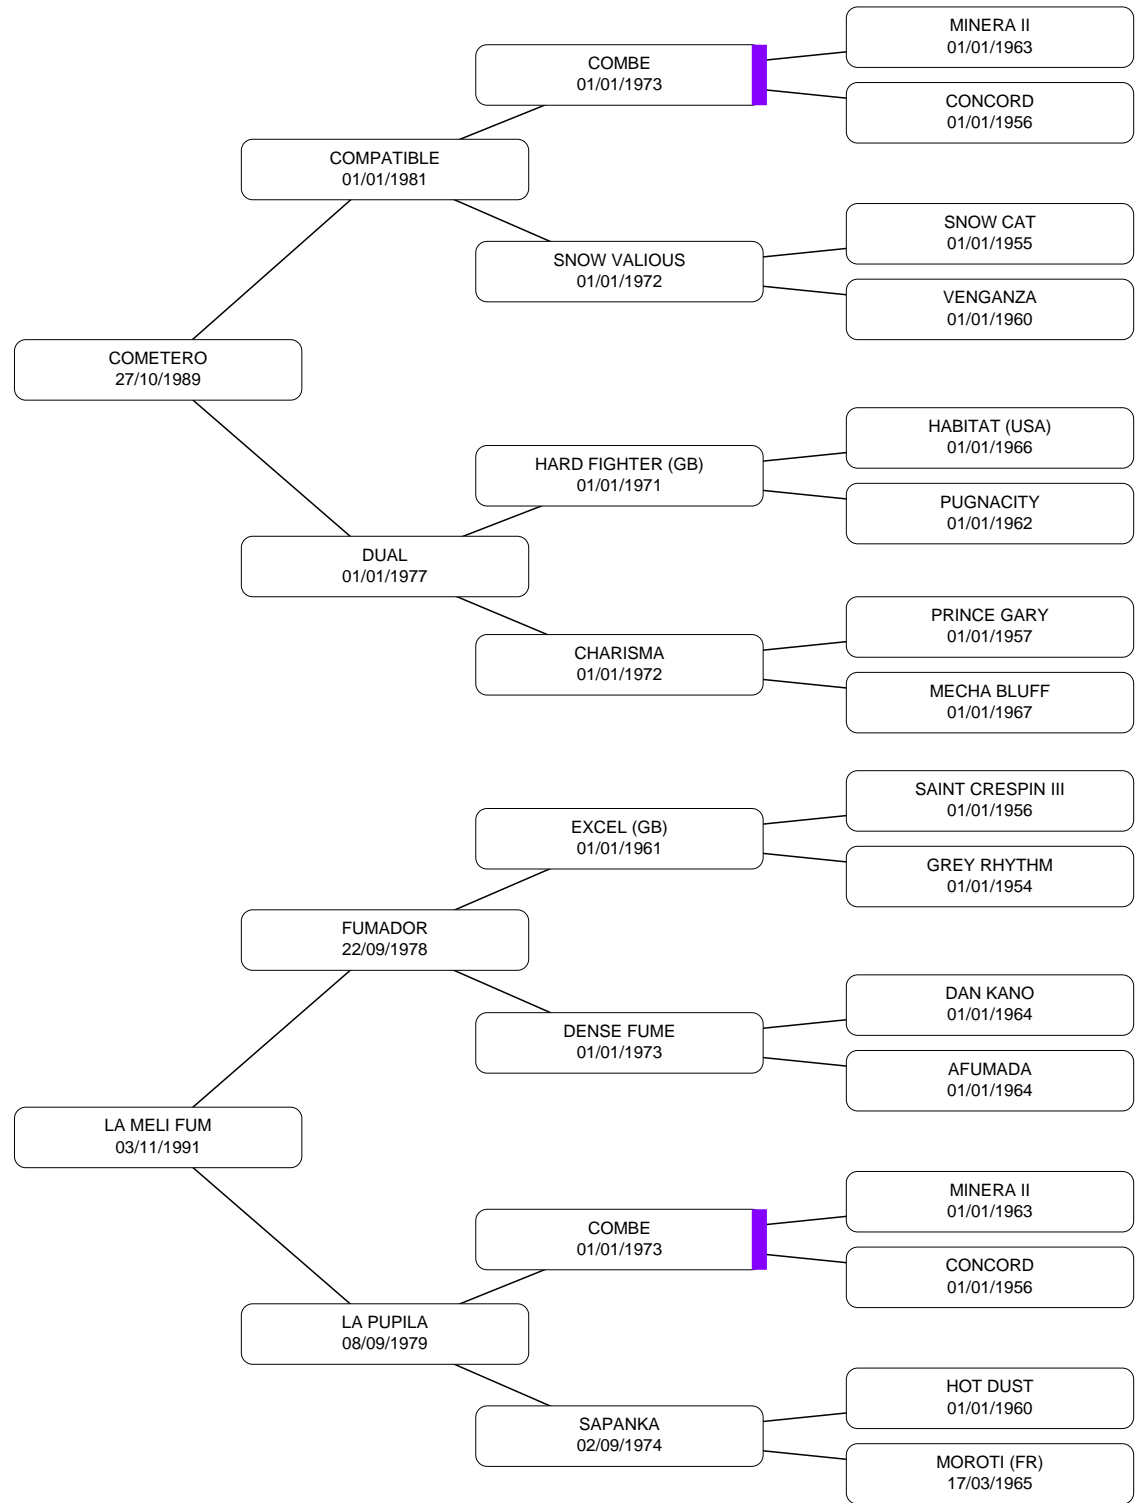 MINERA II
01/01/1963
COMBE
01/01/1973
CONCORD
01/01/1956
COMPATIBLE
01/01/1981
SNOW CAT
01/01/1955
SNOW VALIOUS
01/01/1972
VENGANZA
01/01/1960
COMETERO
27/10/1989
HABITAT (USA)
01/01/1966
HARD FIGHTER (GB)
01/01/1971
PUGNACITY
01/01/1962
DUAL
01/01/1977
PRINCE GARY
01/01/1957
CHARISMA
01/01/1972
MECHA BLUFF
01/01/1967
SAINT CRESPIN III
01/01/1956
EXCEL (GB)
01/01/1961
GREY RHYTHM
01/01/1954
FUMADOR
22/09/1978
DAN KANO
01/01/1964
DENSE FUME
01/01/1973
AFUMADA
01/01/1964
LA MELI FUM
03/11/1991
MINERA II
01/01/1963
COMBE
01/01/1973
CONCORD
01/01/1956
LA PUPILA
08/09/1979
HOT DUST
01/01/1960
SAPANKA
02/09/1974
MOROTI (FR)
17/03/1965